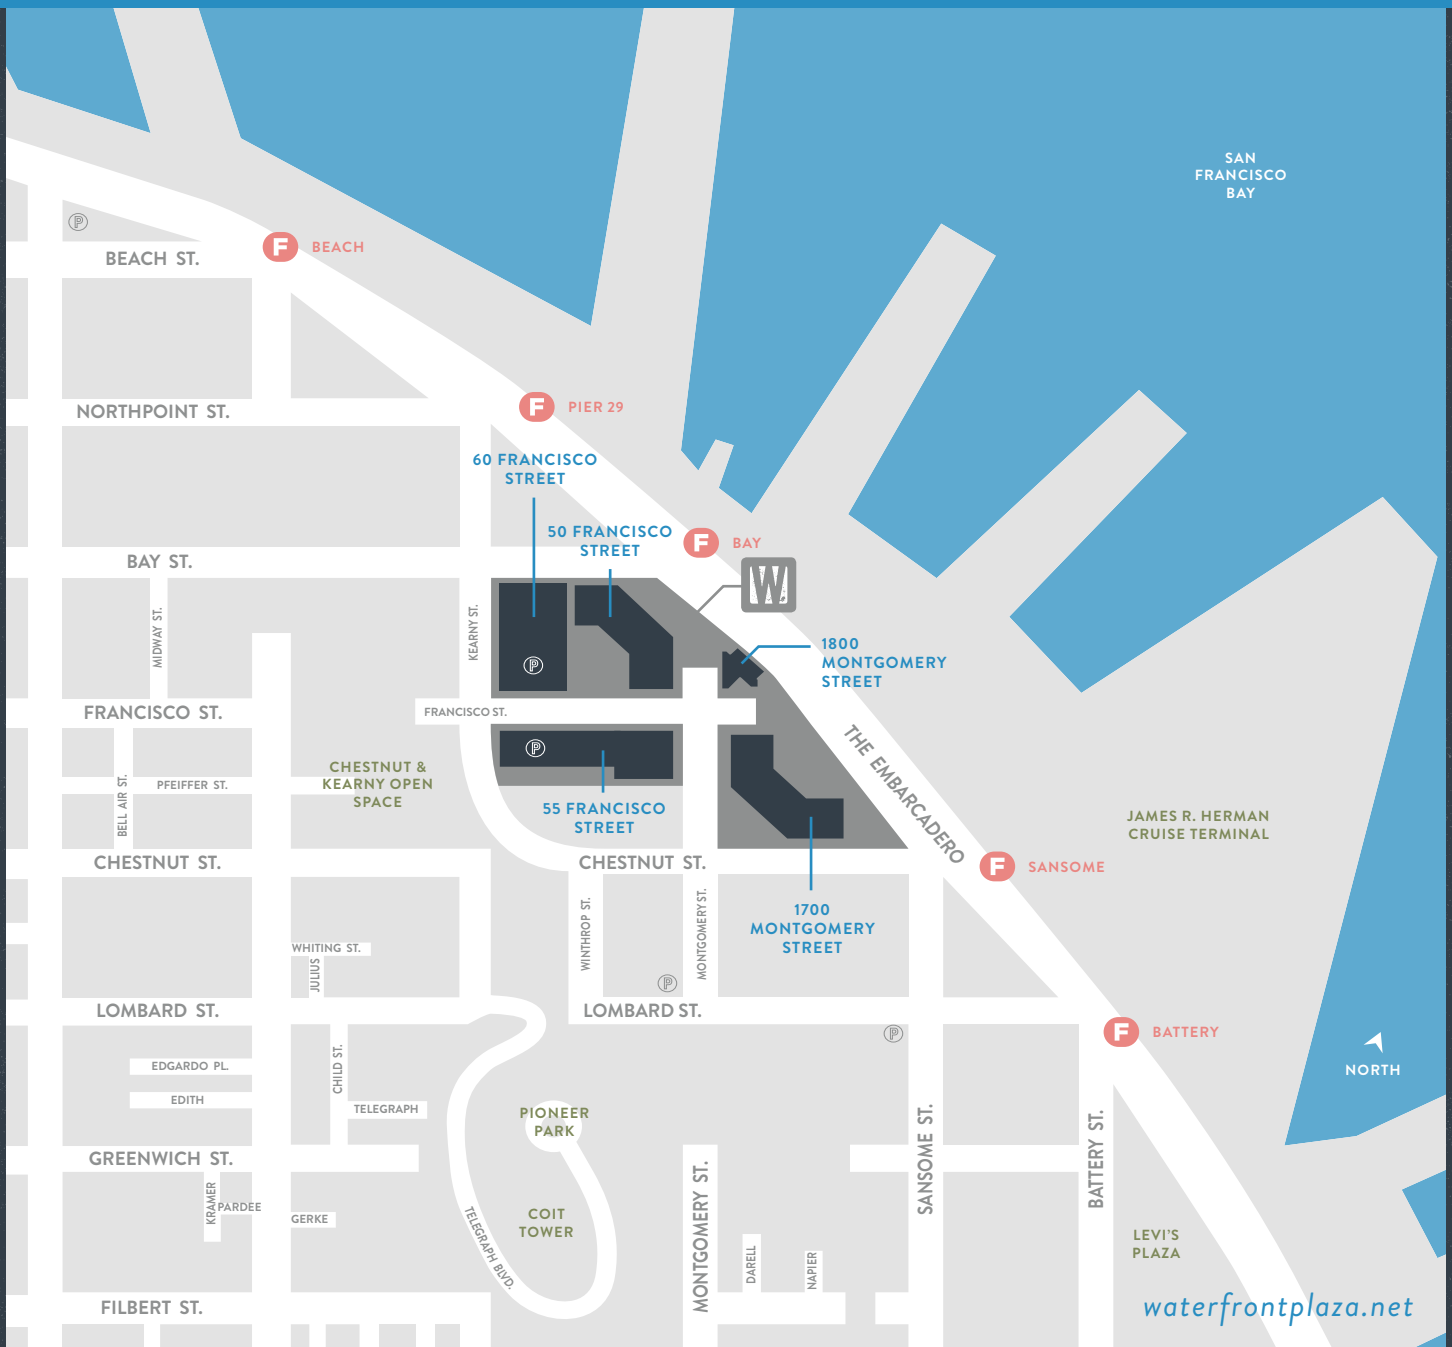 SAN
FRANCISCO
BAY
P
BEACH ST.
F
BEACH
NORTHPOINT ST.
F
PIER 29
60 FRANCISCO
STREET
50 FRANCISCO
STREET
F
BAY
W
BAY ST.
MIDWAY ST.
KEARNY ST.
P
1800
MONTGOMERY
STREET
FRANCISCO ST.
FRANCISCO ST.
P
THE EMBARCADERO
CHESTNUT &
KEARNY OPEN
SPACE
BELL AIR ST.
PFEIFFER ST.
55 FRANCISCO
STREET
JAMES R. HERMAN
CRUISE TERMINAL
CHESTNUT ST.
CHESTNUT ST.
F
SANSOME
1700
MONTGOMERY
STREET
WINTHROP ST.
MONTGOMERY ST.
WHITING ST.
JULIUS
P
LOMBARD ST.
LOMBARD ST.
P
F
BATTERY
NORTH
EDGARDO PL.
EDITH
CHILD ST.
TELEGRAPH
PIONEER
PARK
SANSOME ST.
BATTERY ST.
GREENWICH ST.
KRAMER
PARDEE
GERKE
TELEGRAPH BLVD.
COIT
TOWER
MONTGOMERY ST.
DARELL
NAPIER
LEVI'S
PLAZA
FILBERT ST.
waterfrontplaza.net